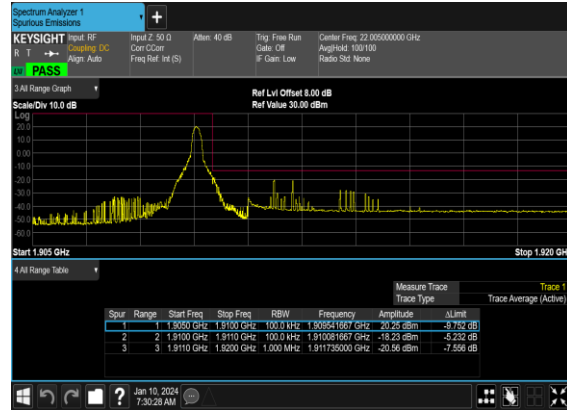 Spectrum Analyzer 1
Spurious Emissions
KEYSIGHT Input: RF Input Z: 50 Ω Atten: 40 dB Trig: Free Run Center Freq: 22.005000000 GHz
R T Coupling: DC Corr CCorr Gate: Off Avg|Hold: 100/100
Align: Auto Freq Ref: Int (S) IF Gain: Low Radio Std: None
PASS
3 All Range Graph
Ref Lvl Offset 8.00 dB
Scale/Div 10.0 dB Ref Value 30.00 dBm
Log
20.0
10.0
0.00
-10.0
-20.0
-30.0
-40.0
-50.0
-60.0
Start 1.905 GHz Stop 1.920 GH
4 All Range Table
Measure Trace Trace 1
Trace Type Trace Average (Active)
Spur Range Start Freq Stop Freq RBW Frequency Amplitude ΔLimit
1 1 1.9050 GHz 1.9100 GHz 100.0 kHz 1.909541667 GHz 20.25 dBm -9.752 dB
2 2 1.9100 GHz 1.9110 GHz 100.0 kHz 1.910081667 GHz -18.23 dBm -5.232 dB
3 3 1.9110 GHz 1.9200 GHz 1.000 MHz 1.911735000 GHz -20.56 dBm -7.556 dB
? Jan 10, 2024
7:30:28 AM